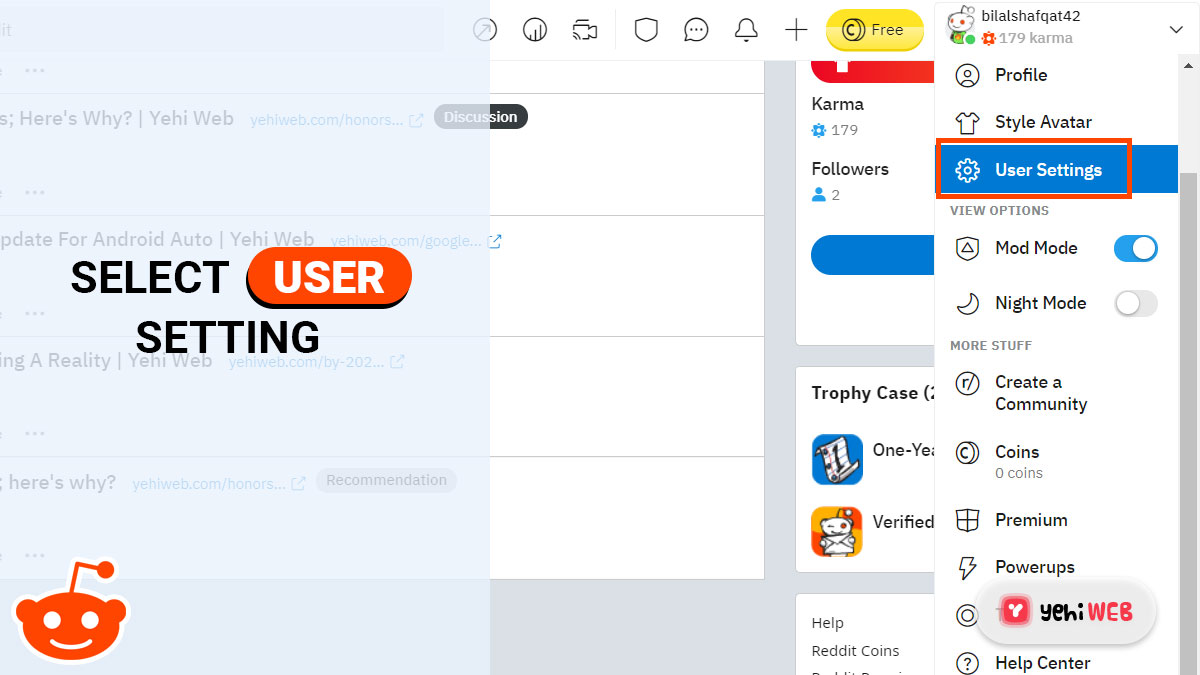 it
Free
bilalshafqat42
179 karma
s; Here's Why? | Yehi Web yehiweb.com/honors... Discussion
pdate For Android Auto | Yehi Web yehiweb.com/google...
SELECT USER
SETTING
ing A Reality | Yehi Web yehiweb.com/by-202...
; here's why? yehiweb.com/honors... Recommendation
Karma
179
Followers
2
Trophy Case (2
One-Yea
Verified
Help
Reddit Coins
Profile
Style Avatar
User Settings
VIEW OPTIONS
Mod Mode
Night Mode
MORE STUFF
r/ Create a
Community
Coins
0 coins
Premium
Powerups
yehi WEB
Help Center